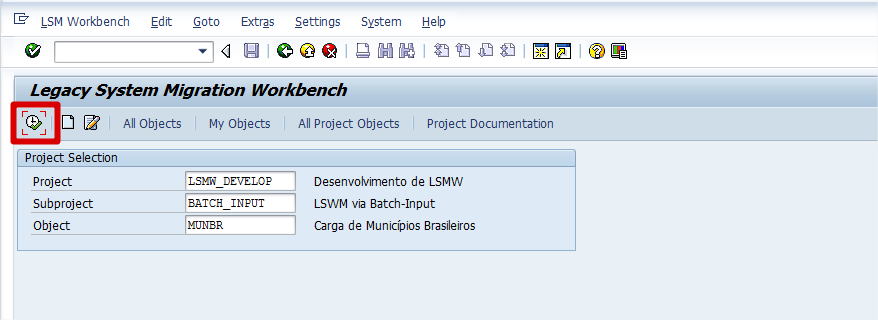 LSM Workbench Edit Goto Extras Settings System Help
Legacy System Migration Workbench
All Objects My Objects All Project Objects Project Documentation
Project Selection
Project LSMW_DEVELOP Desenvolvimento de LSMW
Subproject BATCH_INPUT LSWM via Batch-Input
Object MUNBR Carga de Municípios Brasileiros